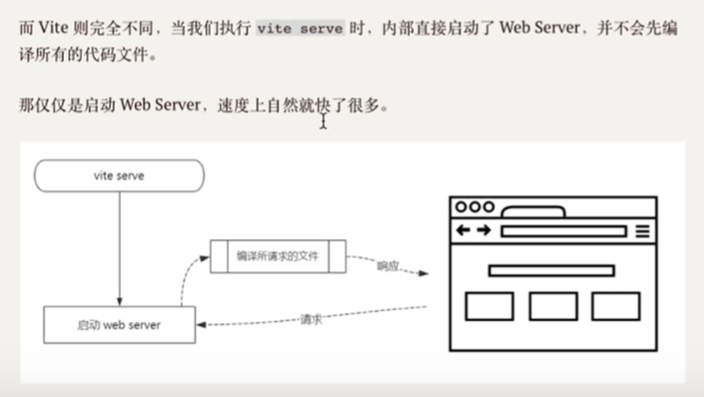 而 Vite 则完全不同，当我们执行 vite serve 时，内部直接启动了 Web Server，并不会先编
译所有的代码文件。
那仅仅是启动 Web Server，速度上自然就快了很多。
vite serve
编译所请求的文件
响应
启动 web server
请求